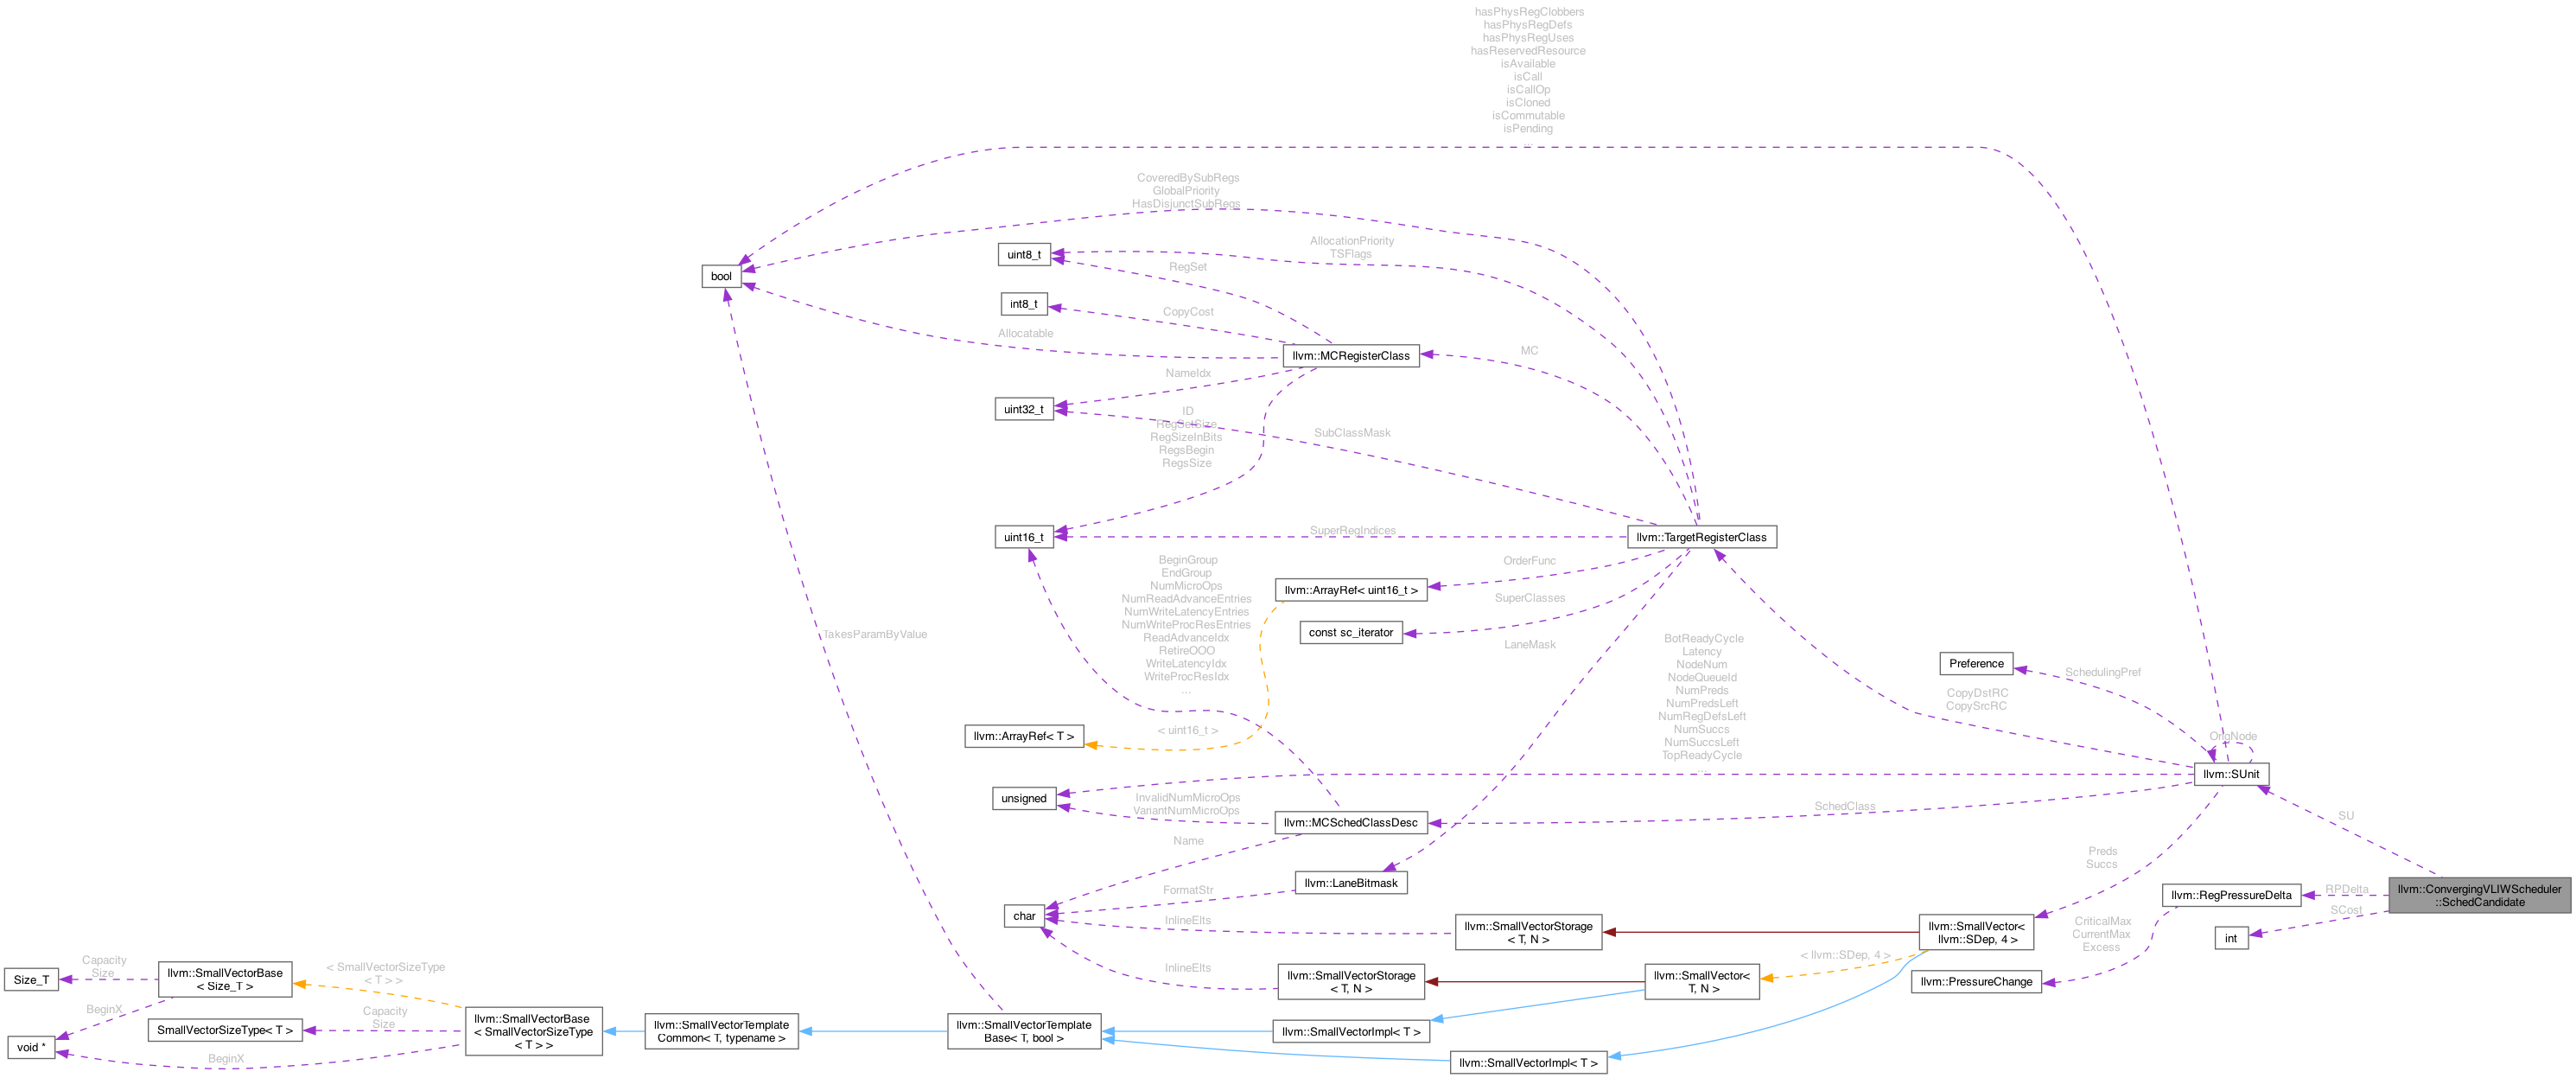 hasPhysRegClobbers
hasPhysRegDefs
hasPhysRegUses
hasReservedResource
isAvailable
isCall
isCallOp
isCloned
isCommutable
isPending
...
CoveredBySubRegs
GlobalPriority
HasDisjunctSubRegs
AllocationPriority
TSFlags
uint8_t
RegSet
bool
int8_t
CopyCost
Allocatable
llvm::MCRegisterClass
MC
NameIdx
uint32_t
ID
RegSetSize
RegSizeInBits
RegsBegin
RegsSize
SubClassMask
uint16_t
SuperRegIndices
llvm::TargetRegisterClass
BeginGroup
EndGroup
NumMicroOps
NumReadAdvanceEntries
NumWriteLatencyEntries
NumWriteProcResEntries
ReadAdvanceIdx
RetireOOO
WriteLatencyIdx
WriteProcResIdx
...
OrderFunc
llvm::ArrayRef< uint16_t >
SuperClasses
const sc_iterator
LaneMask
TakesParamByValue
BotReadyCycle
Latency
NodeNum
NodeQueueId
NumPreds
NumPredsLeft
NumRegDefsLeft
NumSuccs
NumSuccsLeft
TopReadyCycle
...
Preference
SchedulingPref
CopyDstRC
CopySrcRC
llvm::ArrayRef< T >
< uint16_t >
OrigNode
llvm::SUnit
unsigned
InvalidNumMicroOps
VariantNumMicroOps
llvm::MCSchedClassDesc
SchedClass
SU
Name
Preds
Succs
llvm::LaneBitmask
FormatStr
char
InlineElts
llvm::SmallVectorStorage
< T, N >
llvm::SmallVector<
llvm::SDep, 4 >
llvm::RegPressureDelta
RPDelta
SCost
llvm::ConvergingVLIWScheduler
::SchedCandidate
int
CriticalMax
CurrentMax
Excess
llvm::PressureChange
< llvm::SDep, 4 >
InlineElts
llvm::SmallVectorStorage
< T, N >
llvm::SmallVector<
T, N >
Size_T
Capacity
Size
llvm::SmallVectorBase
< Size_T >
< SmallVectorSizeType
< T > >
BeginX
SmallVectorSizeType< T >
Capacity
Size
void *
BeginX
llvm::SmallVectorBase
< SmallVectorSizeType
< T > >
llvm::SmallVectorTemplate
Common< T, typename >
llvm::SmallVectorTemplate
Base< T, bool >
llvm::SmallVectorImpl< T >
llvm::SmallVectorImpl< T >